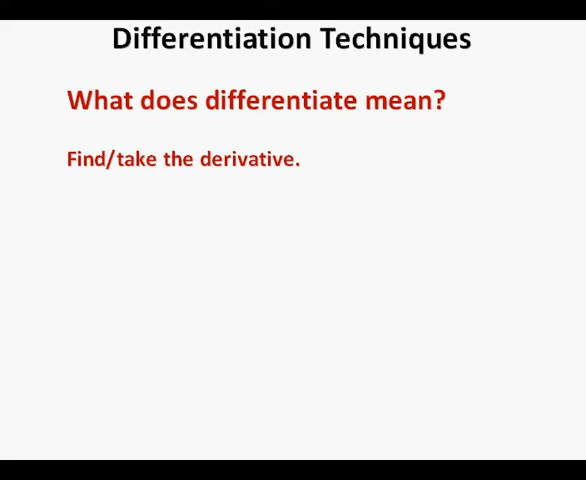 Differentiation Techniques
What does differentiate mean?
Find/take the derivative.